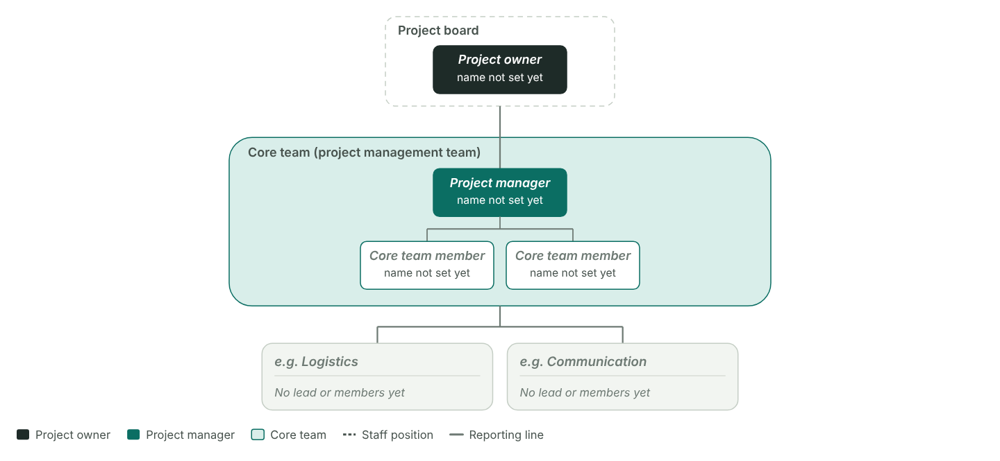 Project board
Project owner
name not set yet
Core team (project management team)
Project manager
name not set yet
Core team member
name not set yet
Core team member
name not set yet
e.g. Logistics
No lead or members yet
e.g. Communication
No lead or members yet
Project owner
Project manager
Core team
Staff position
Reporting line